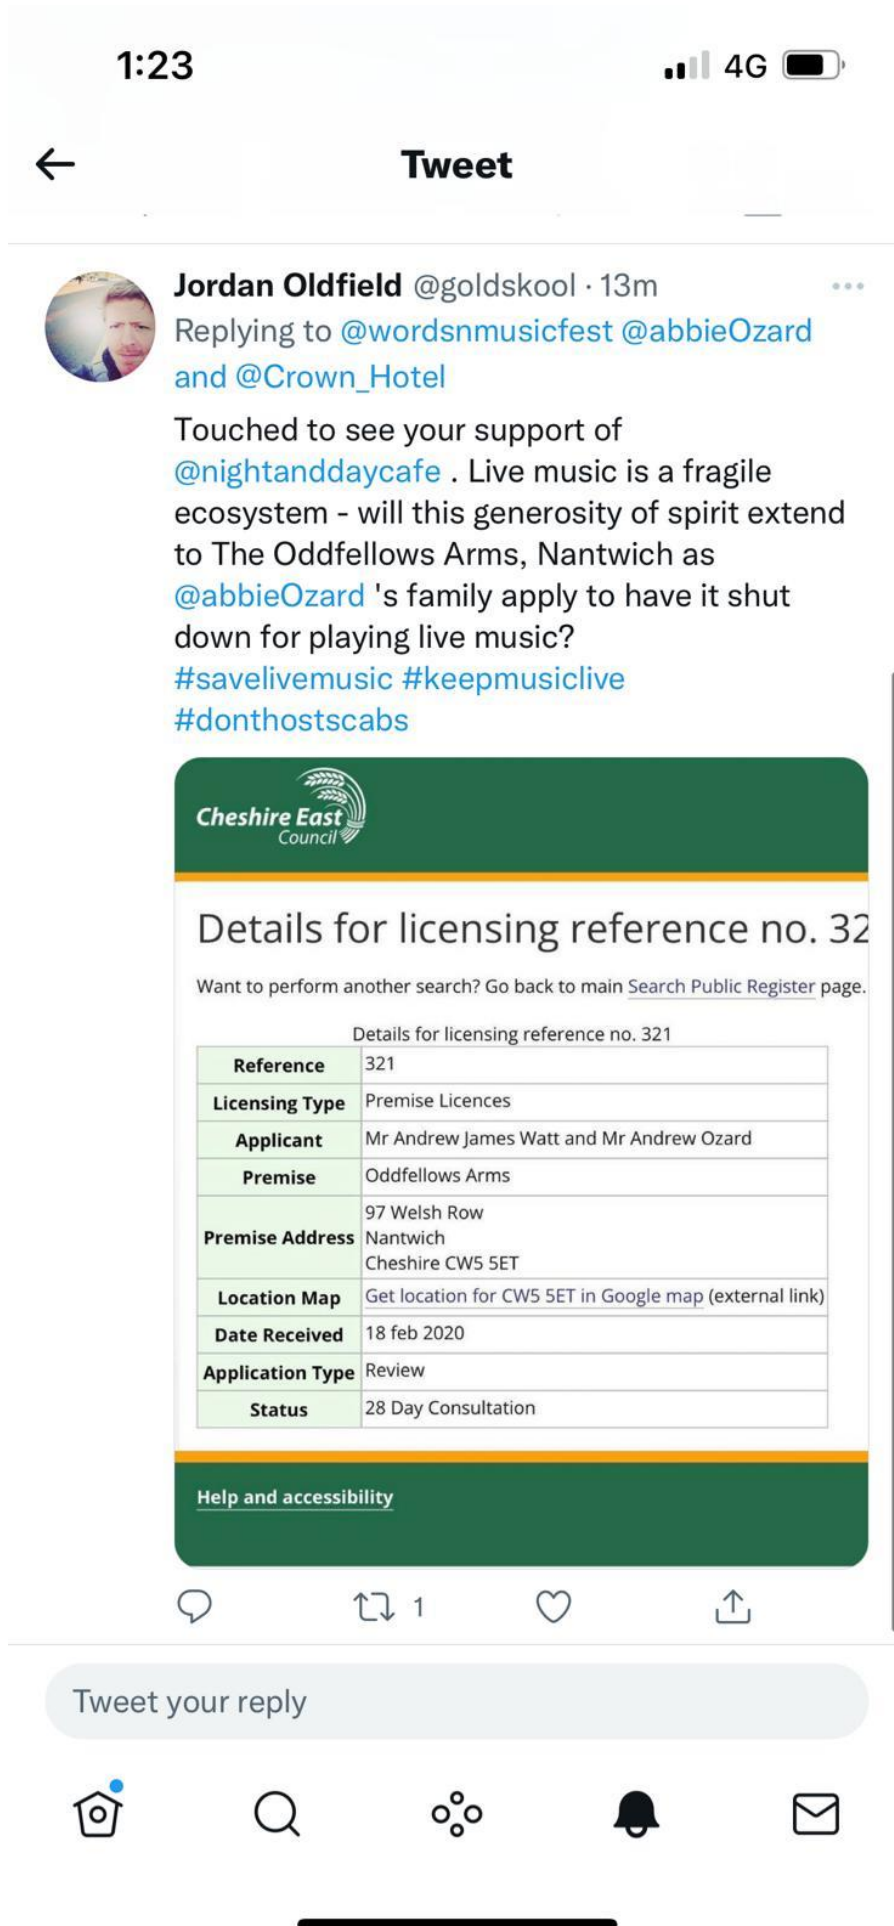 1:23
4G
Tweet
Jordan Oldfield @goldskool · 13m
Replying to @wordsnmusicfest @abbieOzard
and @Crown_Hotel
Touched to see your support of
@nightanddaycafe . Live music is a fragile
ecosystem - will this generosity of spirit extend
to The Oddfellows Arms, Nantwich as
@abbieOzard 's family apply to have it shut
down for playing live music?
#savelivemusic #keepmusiclive
#donthostscabs
Cheshire East
Council
Details for licensing reference no. 32
Want to perform another search? Go back to main Search Public Register page.
Details for licensing reference no. 321
Reference 321
Licensing Type Premise Licences
Applicant Mr Andrew James Watt and Mr Andrew Ozard
Premise Oddfellows Arms
Premise Address 97 Welsh Row
Nantwich
Cheshire CW5 5ET
Location Map Get location for CW5 5ET in Google map (external link)
Date Received 18 feb 2020
Application Type Review
Status 28 Day Consultation
Help and accessibility
1
Tweet your reply